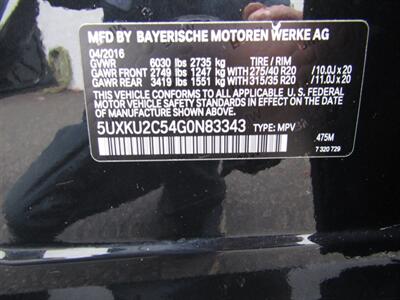 MFD BY BAYERISCHE MOTOREN WERKE AG
04/2016 TIRE / RIM
GVWR 6030 lb 2735 kg
GAWR FRONT 2749 lb 1247 kg WITH 275/40 R20 /10.0J x 20
GAWR REAR 3419 lb 1551 kg WITH 315/35 R20 /11.0J x 20
THIS VEHICLE CONFORMS TO ALL APPLICABLE U. S. FEDERAL
MOTOR VEHICLE SAFETY STANDARDS IN EFFECT ON THE DATE
OF MANUFACTURE SHOWN ABOVE.
5UXKU2C54G0N83343 TYPE: MPV
.475M
7 320 729